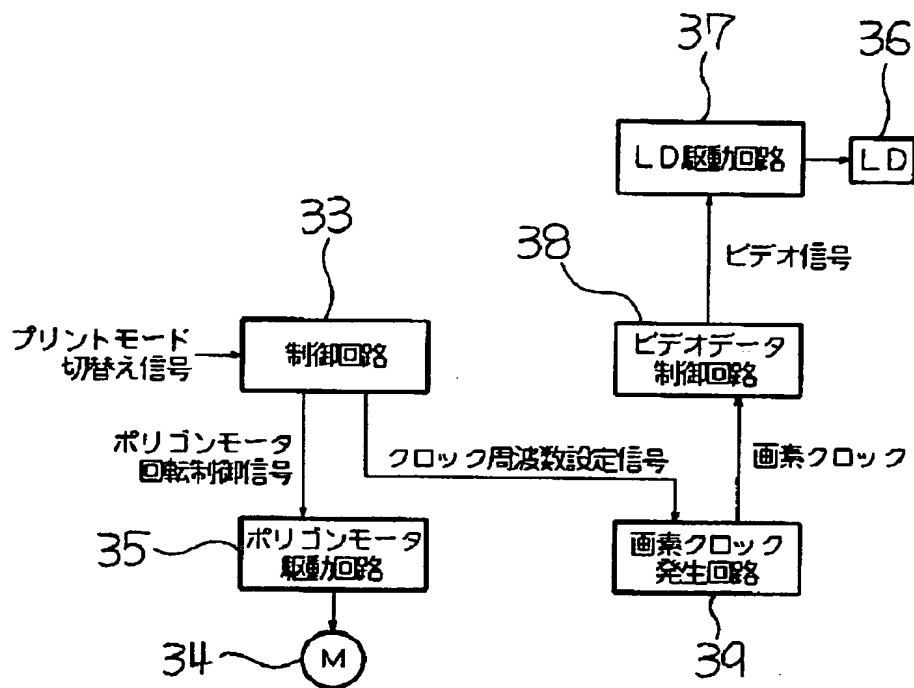 37
36
LD駆動回路
LD
33
38
ビデオ信号
プリントモード
切替え信号
制御回路
ビデオデータ
制御回路
ポリゴンモータ
回転制御信号
クロック周波数設定信号
画素クロック
35
ポリゴンモータ
駆動回路
画素クロック
発生回路
34
M
39